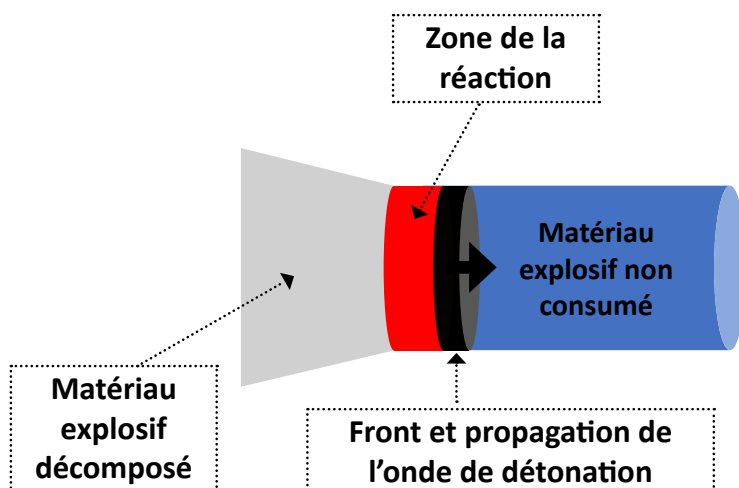 Zone de la
réaction
Matériau
explosif non
consumé
Matériau
explosif
décomposé
Front et propagation de
l'onde de détonation